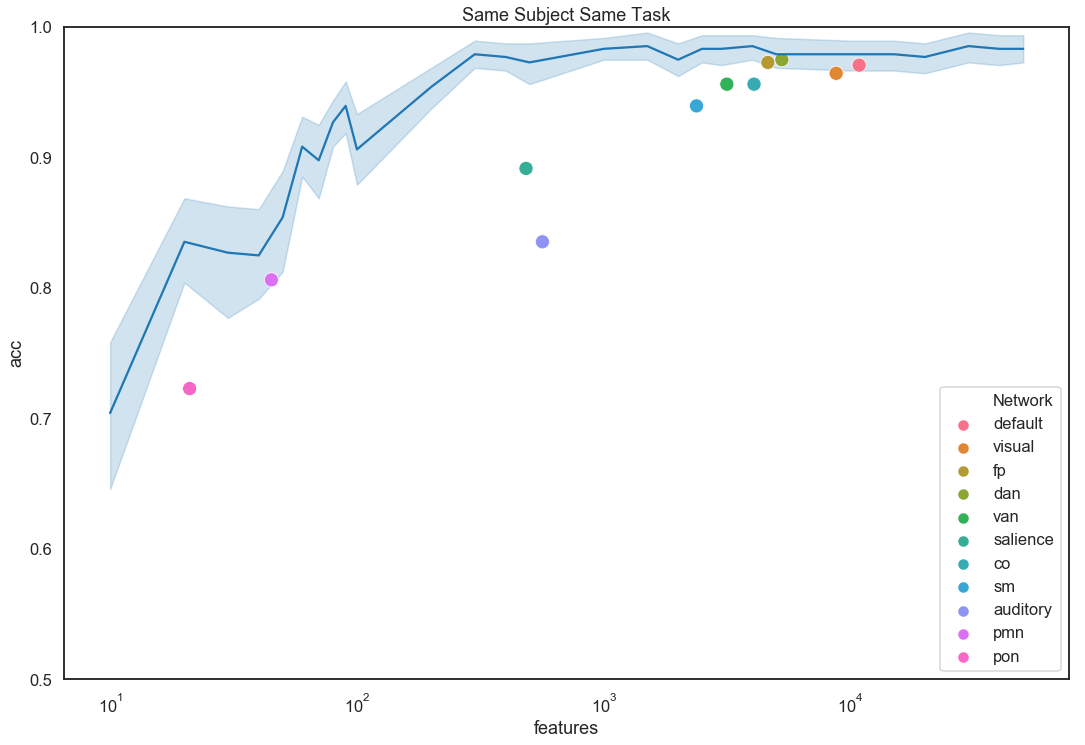 Same Subject Same Task
1.0
0.9
0.8
0.7
0.6
0.5
acc
10¹
10²
10³
10⁴
features
Network
default
visual
fp
dan
van
salience
co
sm
auditory
pmn
pon